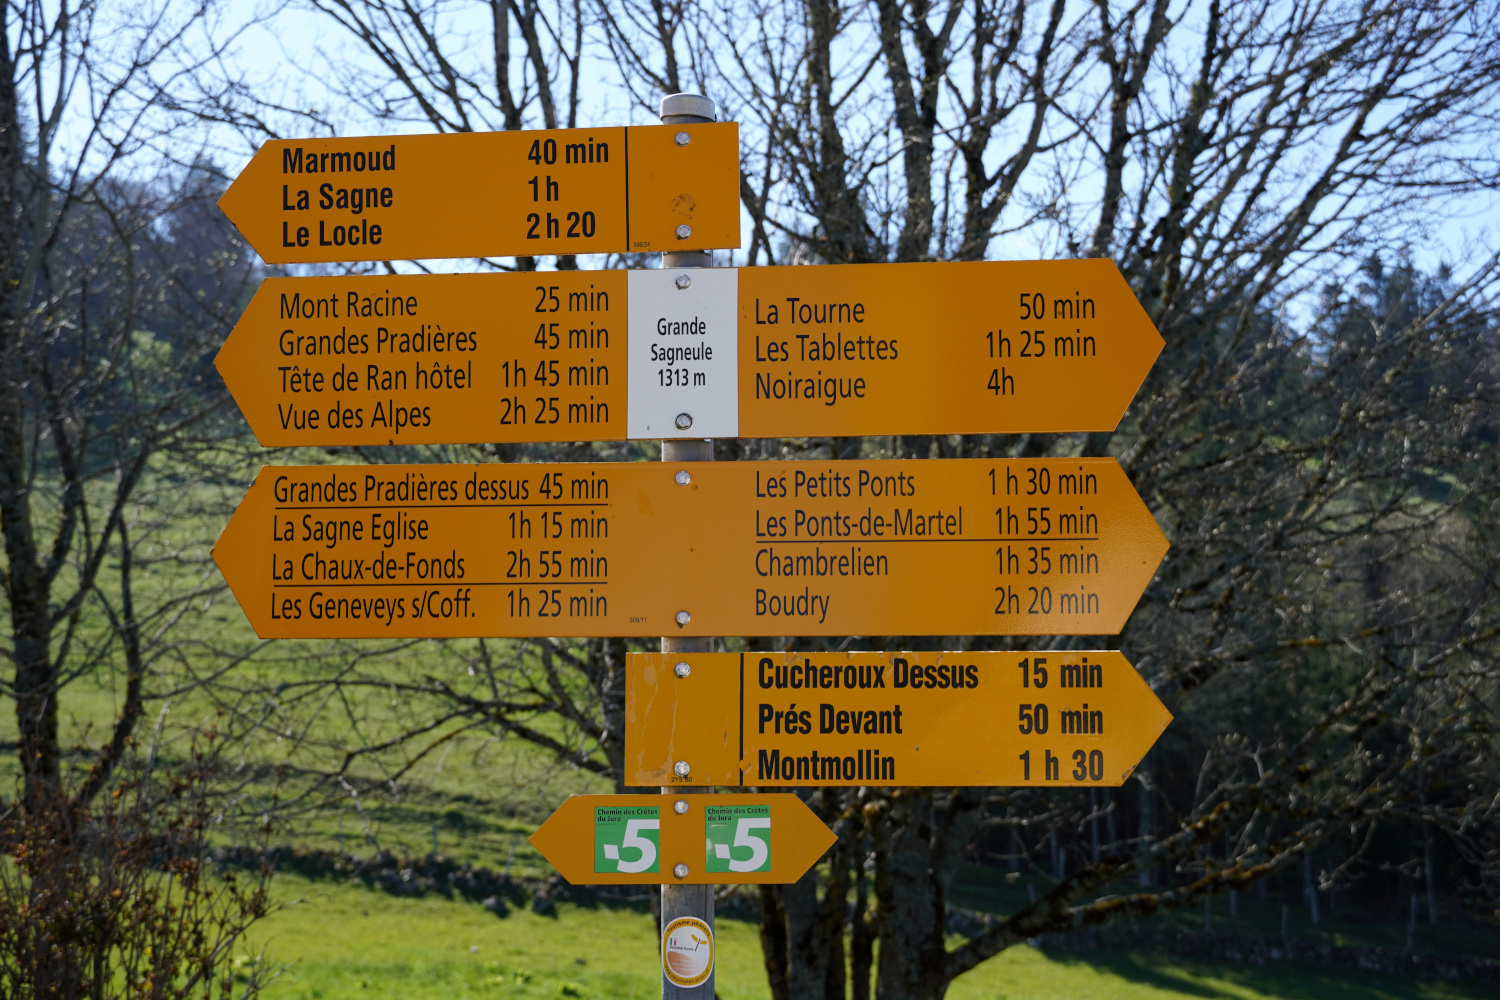 Marmoud 40 min
La Sagne 1h
Le Locle 2h20
Mont Racine 25 min
Grandes Pradières 45 min
Tête de Ran hôtel 1h 45 min
Vue des Alpes 2h 25 min
Grande
Sagneule
1313 m
La Tourne 50 min
Les Tablettes 1h 25 min
Noiraigue 4h
Grandes Pradières dessus 45 min
La Sagne Eglise 1h 15 min
La Chaux-de-Fonds 2h 55 min
Les Geneveys s/Coff. 1h 25 min
506/11
Les Petits Ponts 1 h 30 min
Les Ponts-de-Martel 1h 55 min
Chambrelien 1h 35 min
Boudry 2h 20 min
Cucheroux Dessus 15 min
Prés Devant 50 min
Montmollin 1 h 30
Chemin des Crêtes
du Jura
5
Chemin des Crêtes
du Jura
5